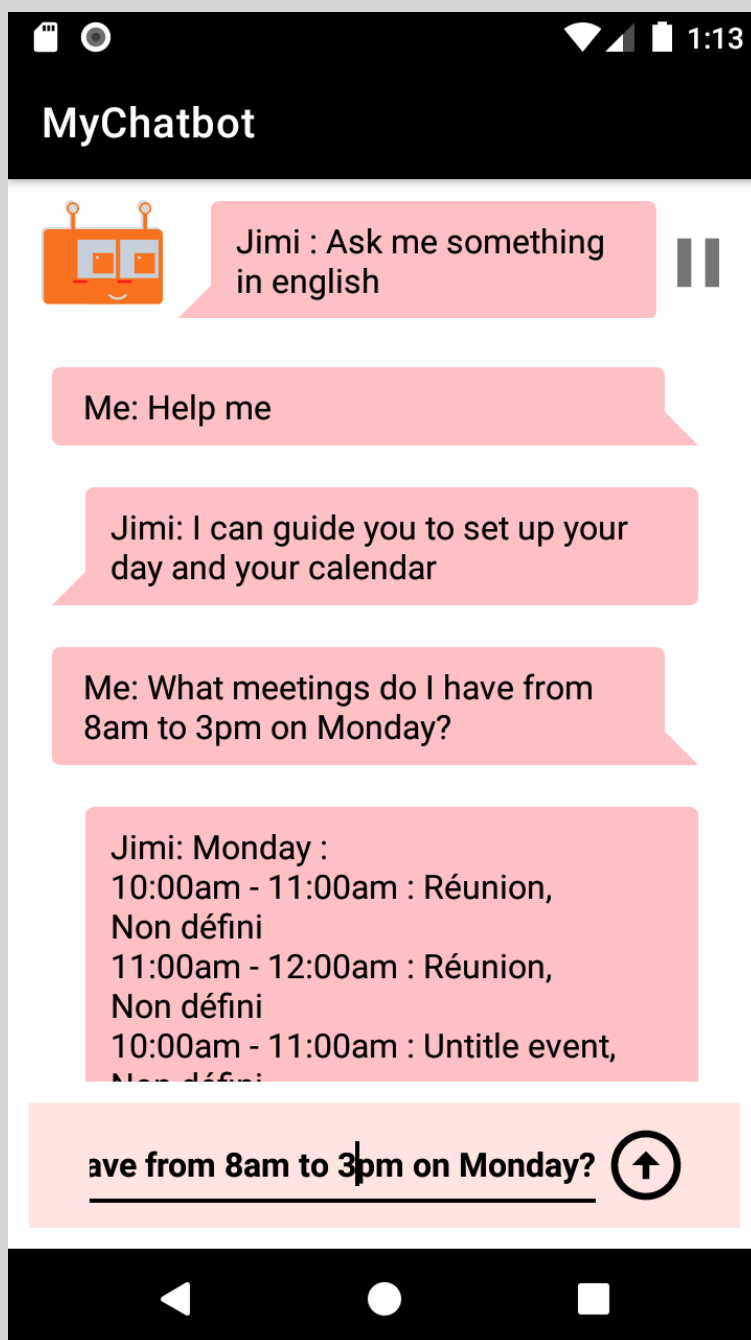 1:13
MyChatbot
Jimi : Ask me something
in english
Me: Help me
Jimi: I can guide you to set up your
day and your calendar
Me: What meetings do I have from
8am to 3pm on Monday?
Jimi: Monday :
10:00am - 11:00am : Réunion,
Non défini
11:00am - 12:00am : Réunion,
Non défini
10:00am - 11:00am : Untitle event,
Non défini
ave from 8am to 3pm on Monday?